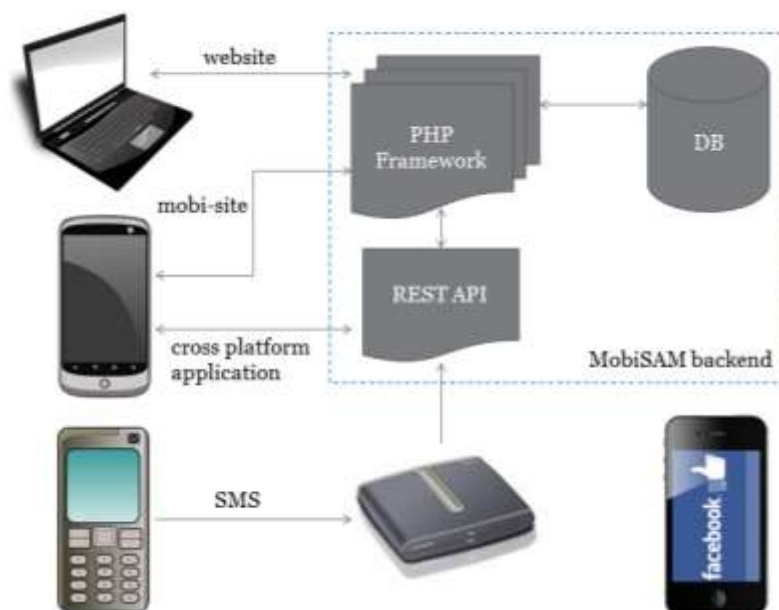 website
PHP
Framework
DB
mobi-site
REST API
cross platform
application
MobiSAM backend
SMS
facebook